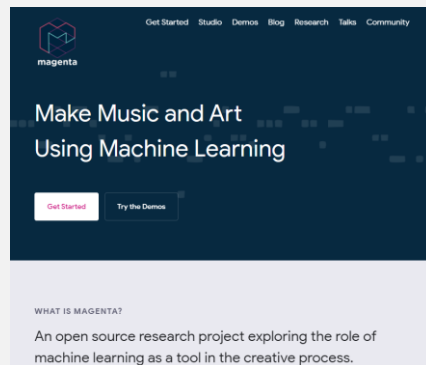 Get Started Studio Demos Blog Research Talks Community
magenta
Make Music and Art
Using Machine Learning
Get Started Try the Demos
WHAT IS MAGENTA?
An open source research project exploring the role of
machine learning as a tool in the creative process.